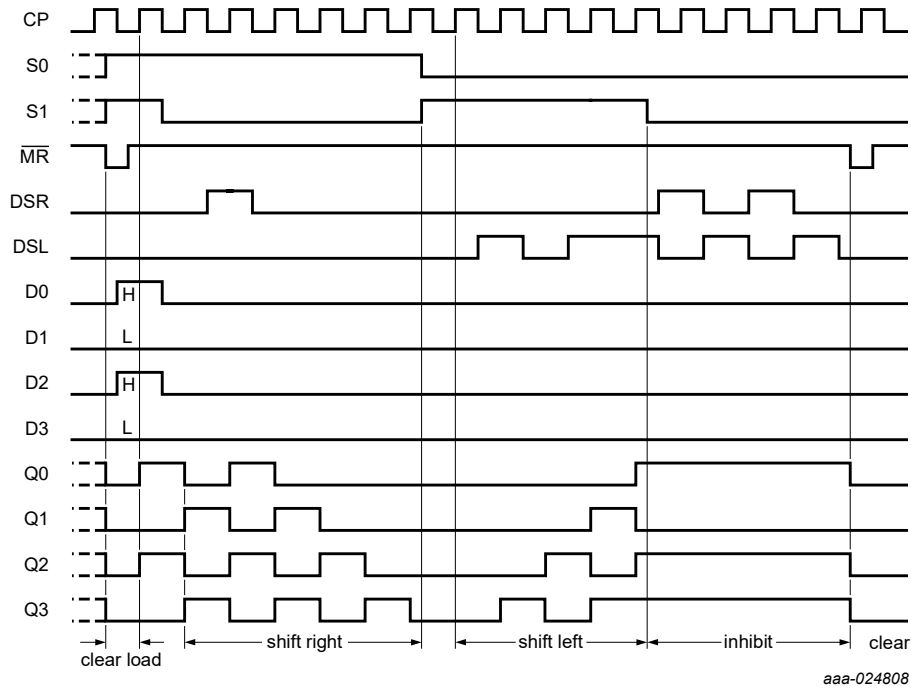 CP
S0
S1
MR
DSR
DSL
D0
H
D1
L
D2
H
D3
L
Q0
Q1
Q2
Q3
clear load
shift right
shift left
inhibit
clear
aaa-024808